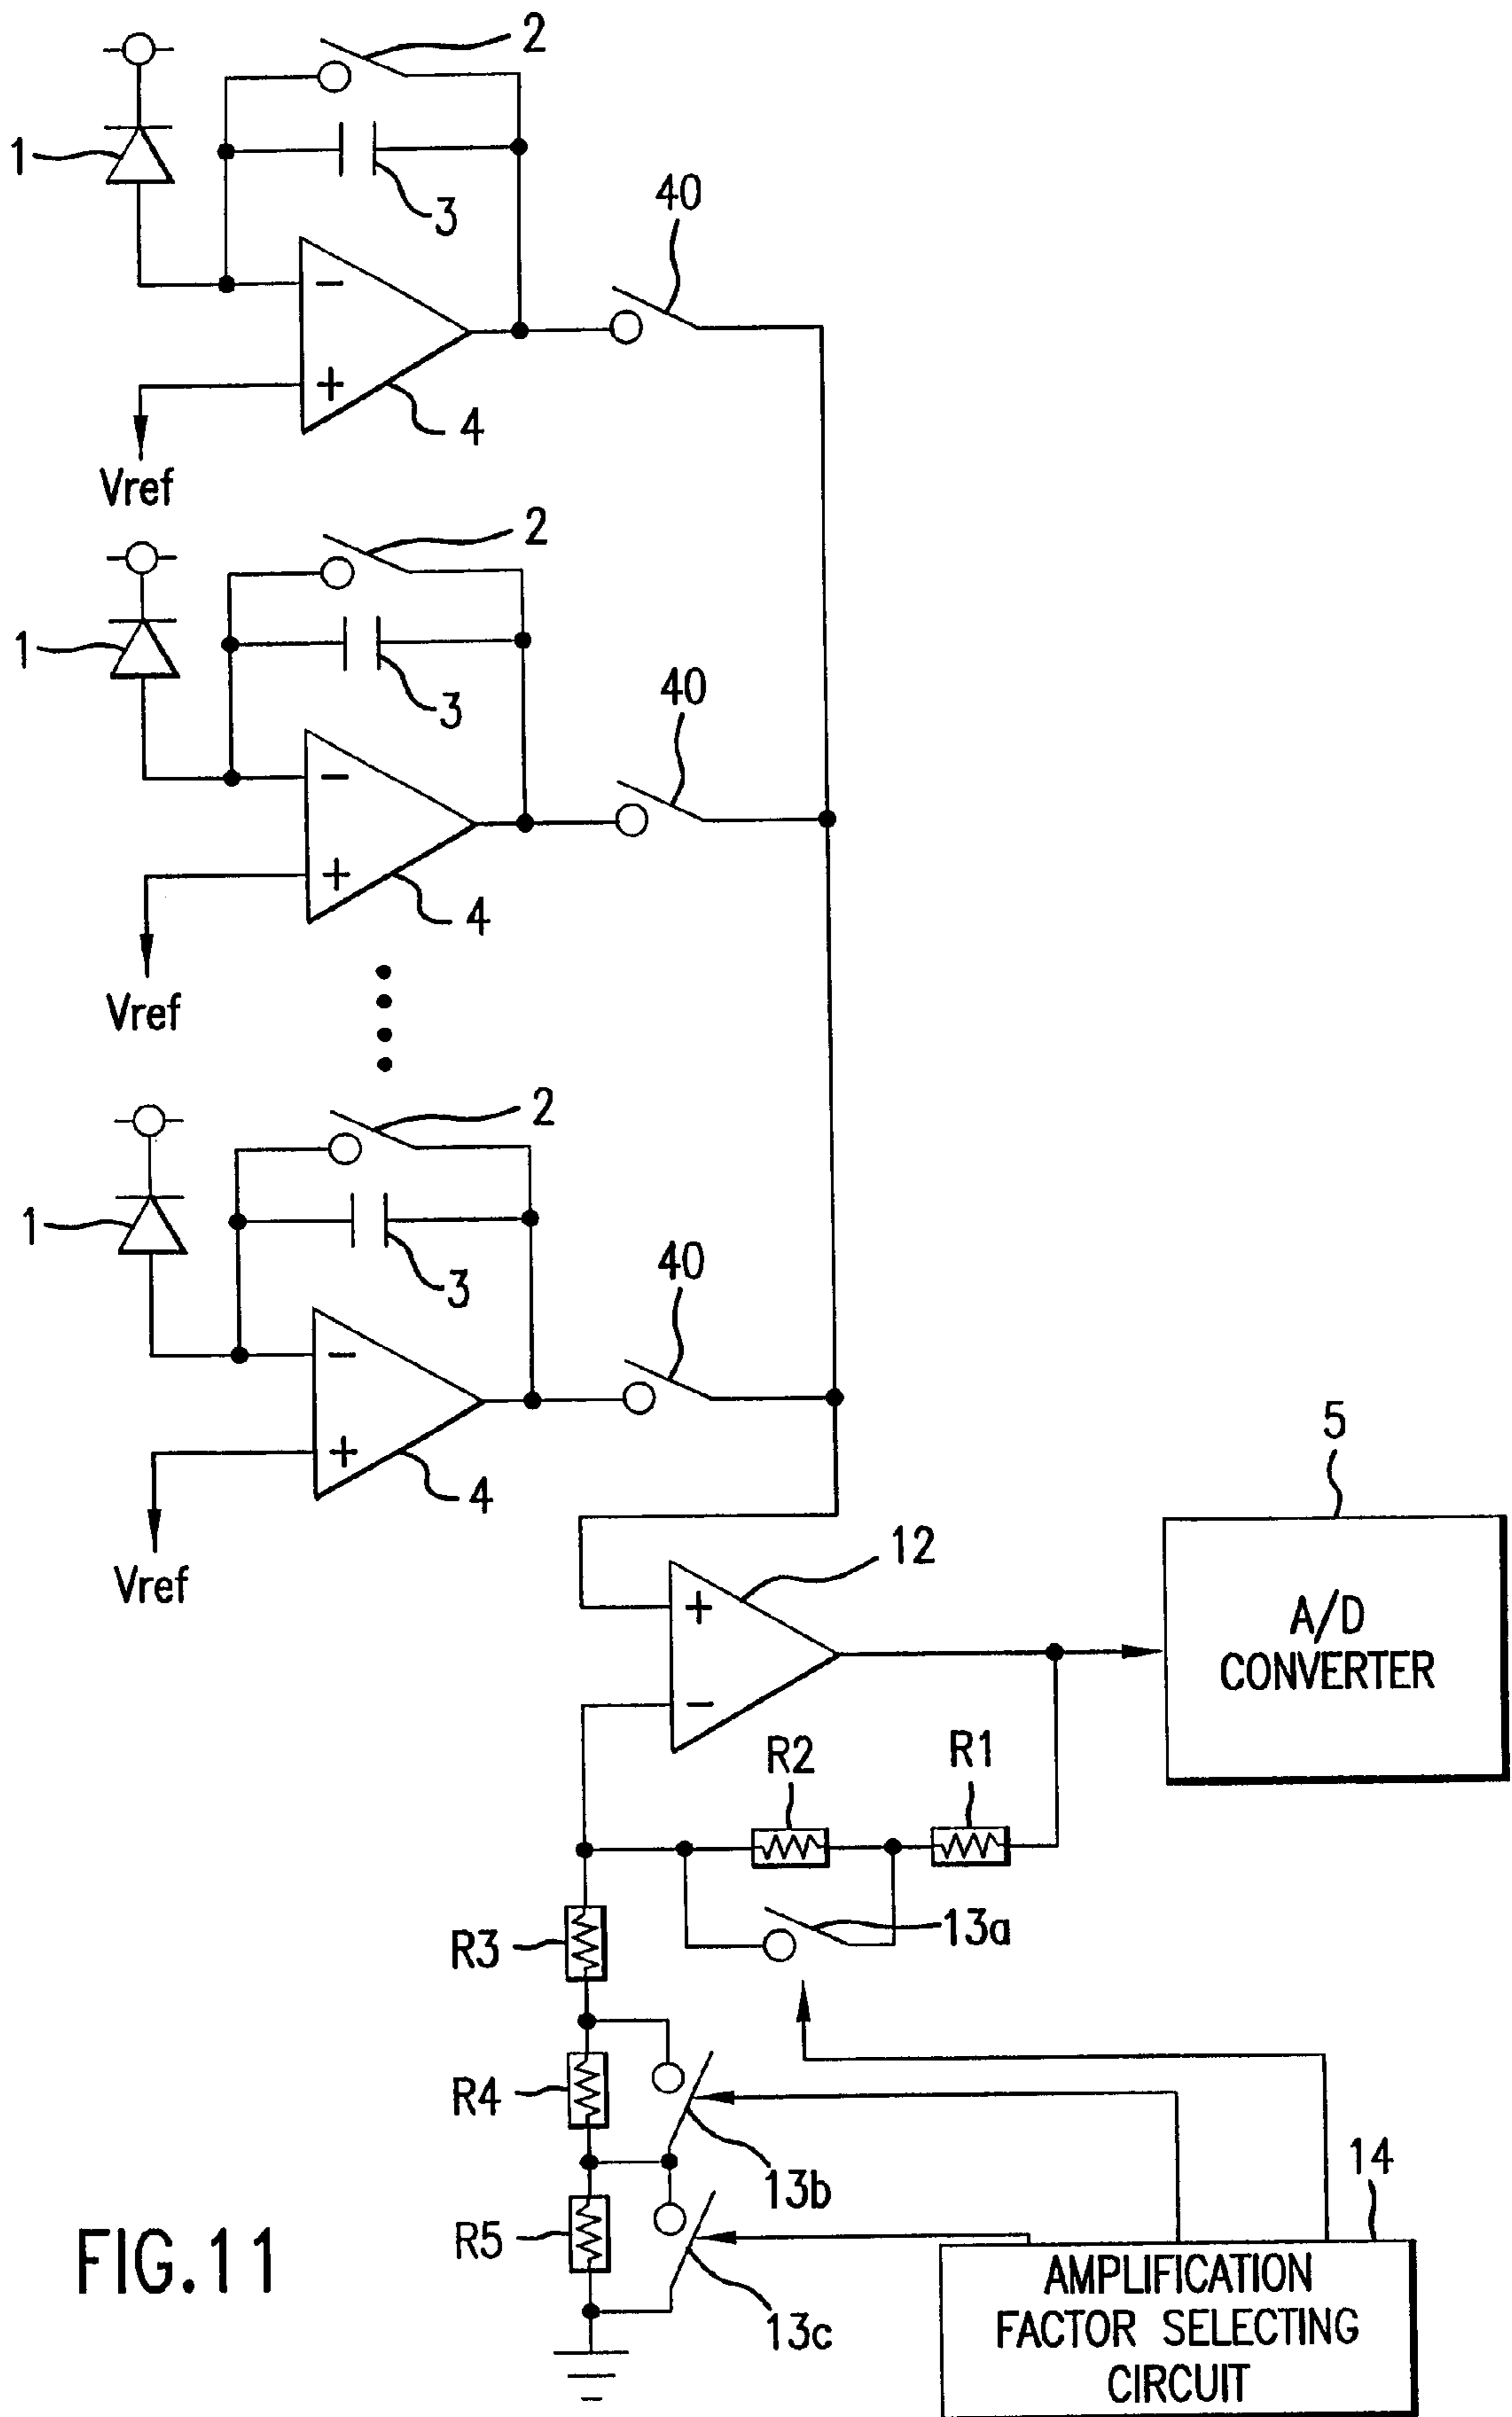 2
1
3
40
4
Vref
2
1
3
40
4
Vref
2
1
3
40
4
Vref
5
12
A/D
CONVERTER
R2
R1
13a
R3
R4
13b
14
R5
13c
AMPLIFICATION
FACTOR SELECTING
CIRCUIT
FIG.11